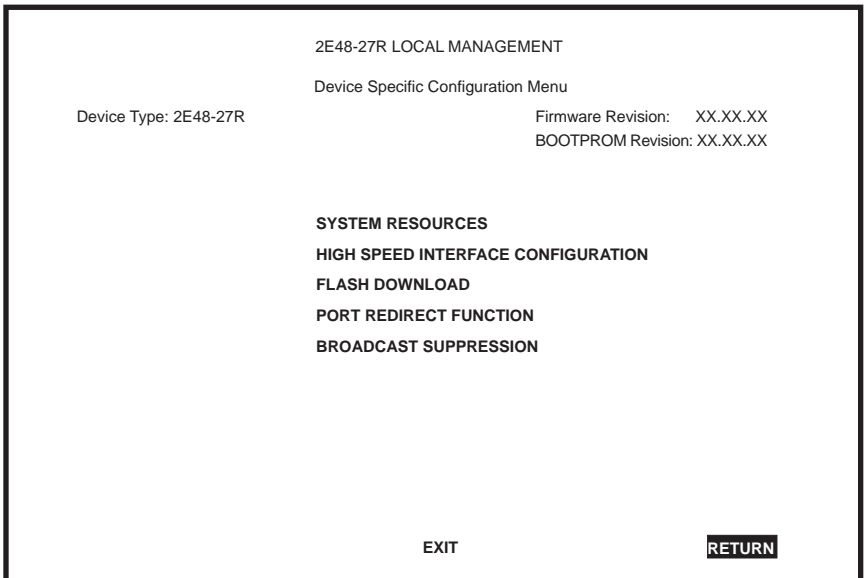 2E48-27R LOCAL MANAGEMENT
Device Specific Configuration Menu
Device Type: 2E48-27R Firmware Revision: XX.XX.XX
BOOTPROM Revision: XX.XX.XX
SYSTEM RESOURCES
HIGH SPEED INTERFACE CONFIGURATION
FLASH DOWNLOAD
PORT REDIRECT FUNCTION
BROADCAST SUPPRESSION
EXIT RETURN